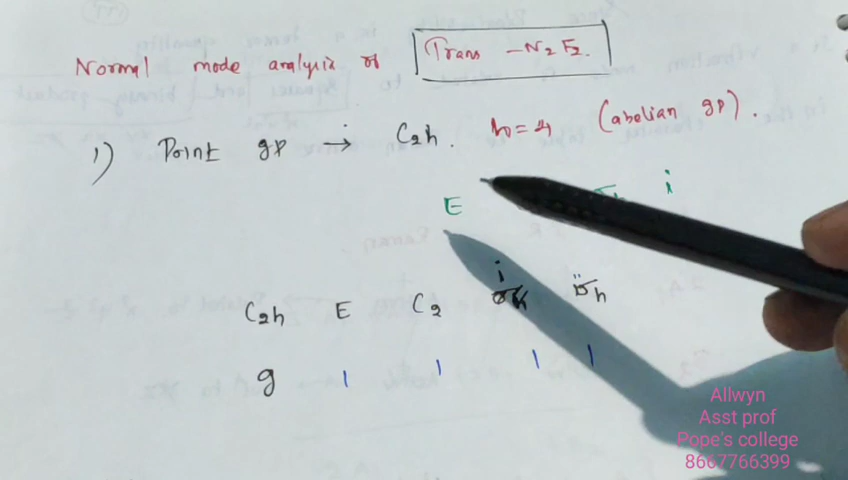 Normal mode analysis of Trans - N2F2.
1) Point gp → C2h. h=4 (abelian gp).
E σh i
C2h E C2 i σh
g 1 1 1 1
Allwyn
Asst prof
Pope's college
8667766399